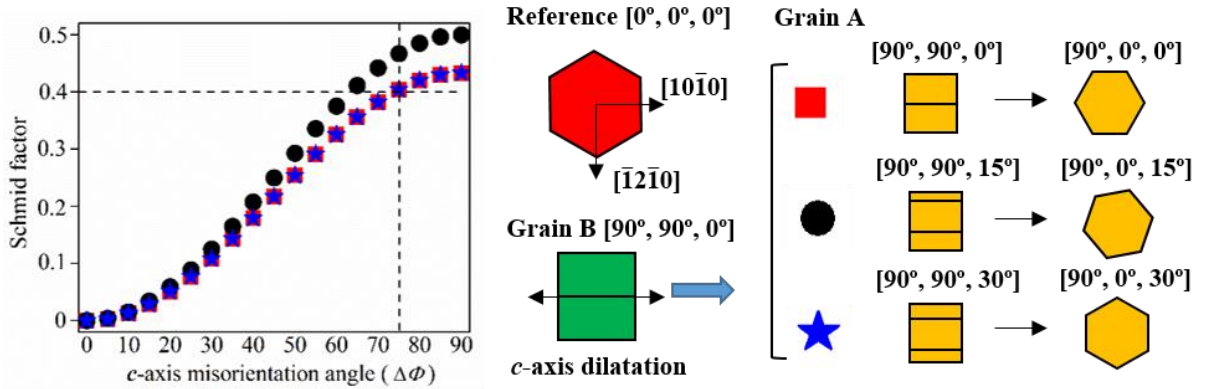 0.5
0.4
0.3
0.2
0.1
0
Schmid factor
0 10 20 30 40 50 60 70 80 90
c-axis misorientation angle (ΔΦ)
Reference [0º, 0º, 0º]
[101̄0]
[1̄21̄0]
Grain B [90º, 90º, 0º]
c-axis dilatation
Grain A
[90º, 90º, 0º] [90º, 0º, 0º]
[90º, 90º, 15º] [90º, 0º, 15º]
[90º, 90º, 30º] [90º, 0º, 30º]